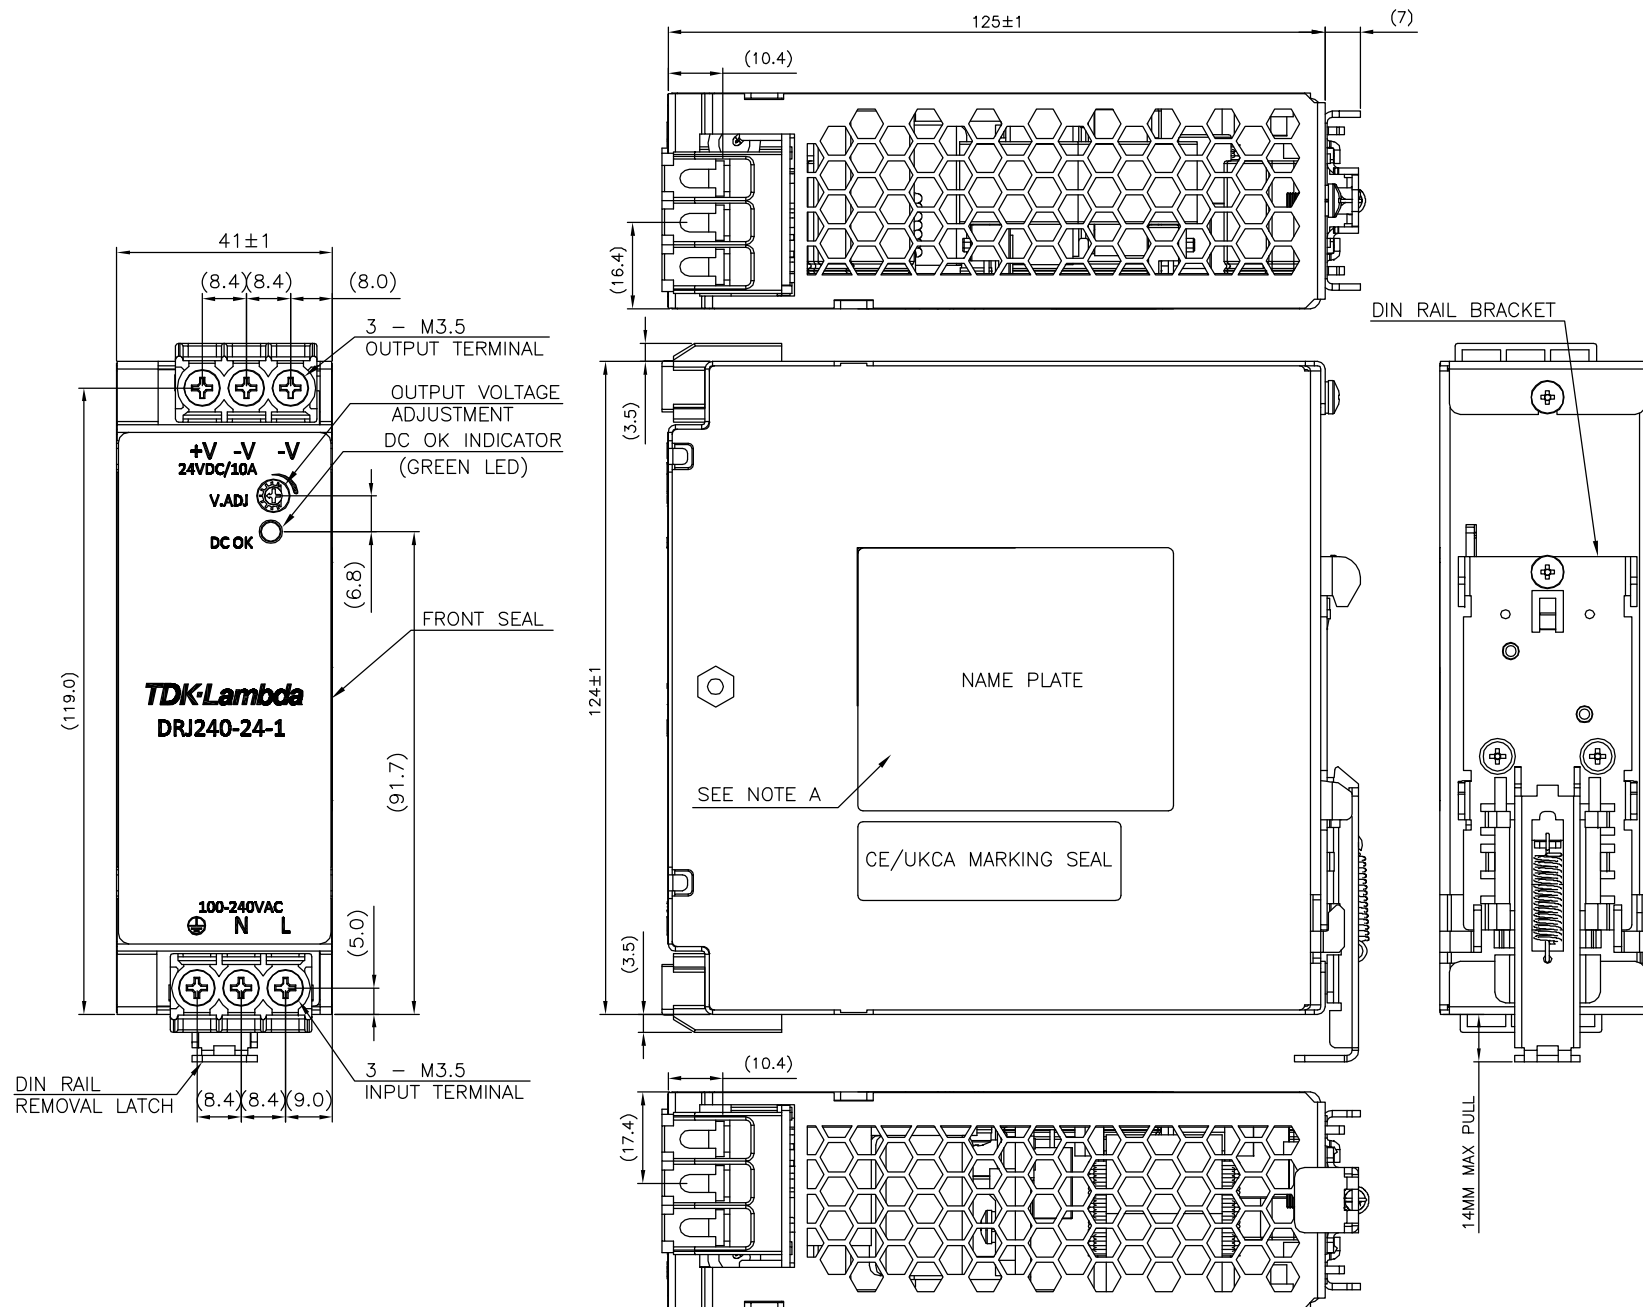 125±1
(7)
(10.4)
(16.4)
41±1
(8.4)(8.4)
(8.0)
3 - M3.5
OUTPUT TERMINAL
OUTPUT VOLTAGE
ADJUSTMENT
DC OK INDICATOR
(GREEN LED)
+V -V -V
24VDC/10A
V.ADJ
DC OK
(6.8)
FRONT SEAL
(119.0)
TDK·Lambda
DRJ240-24-1
(91.7)
100-240VAC
N L
(5.0)
3 - M3.5
INPUT TERMINAL
DIN RAIL
REMOVAL LATCH
(8.4)(8.4)(9.0)
(3.5)
124±1
NAME PLATE
SEE NOTE A
CE/UKCA MARKING SEAL
(3.5)
DIN RAIL BRACKET
14MM MAX PULL
(10.4)
(17.4)